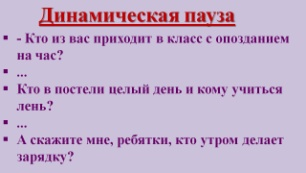 Динамическая пауза
▪ - Кто из вас приходит в класс с опозданием
на час?
▪ ...
▪ Кто в постели целый день и кому учиться
лень?
▪ ...
▪ А скажите мне, ребятки, кто утром делает
зарядку?